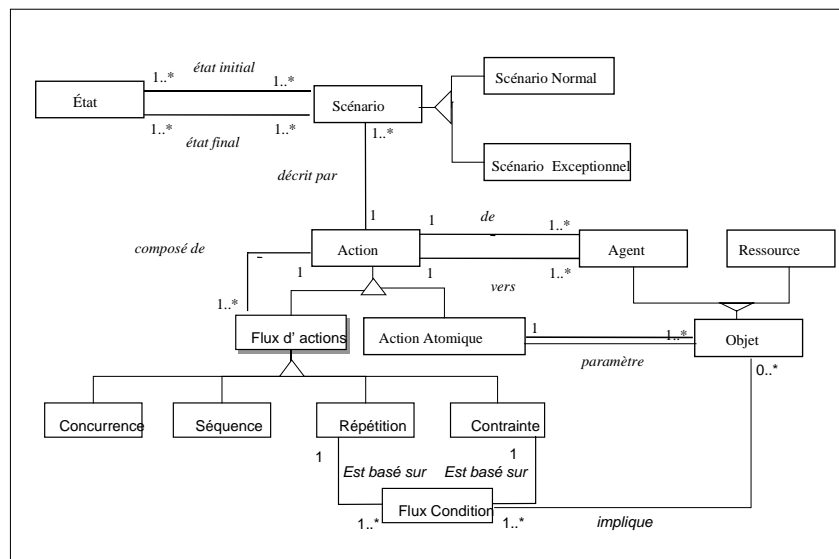 état initial
1..*
1..*
État
Scénario
1..*
1..*
1..*
état final
Scénario Normal
Scénario Exceptionnel
décrit par
1
composé de
1
de
1..*
Action
Agent
Ressource
1
1
vers
1..*
1..*
Flux d' actions
Action Atomique
1
1..*
Objet
paramètre
0..*
Concurrence
Séquence
Répétition
Contrainte
1
1
Est basé sur
Est basé sur
Flux Condition
1..*
1..*
implique